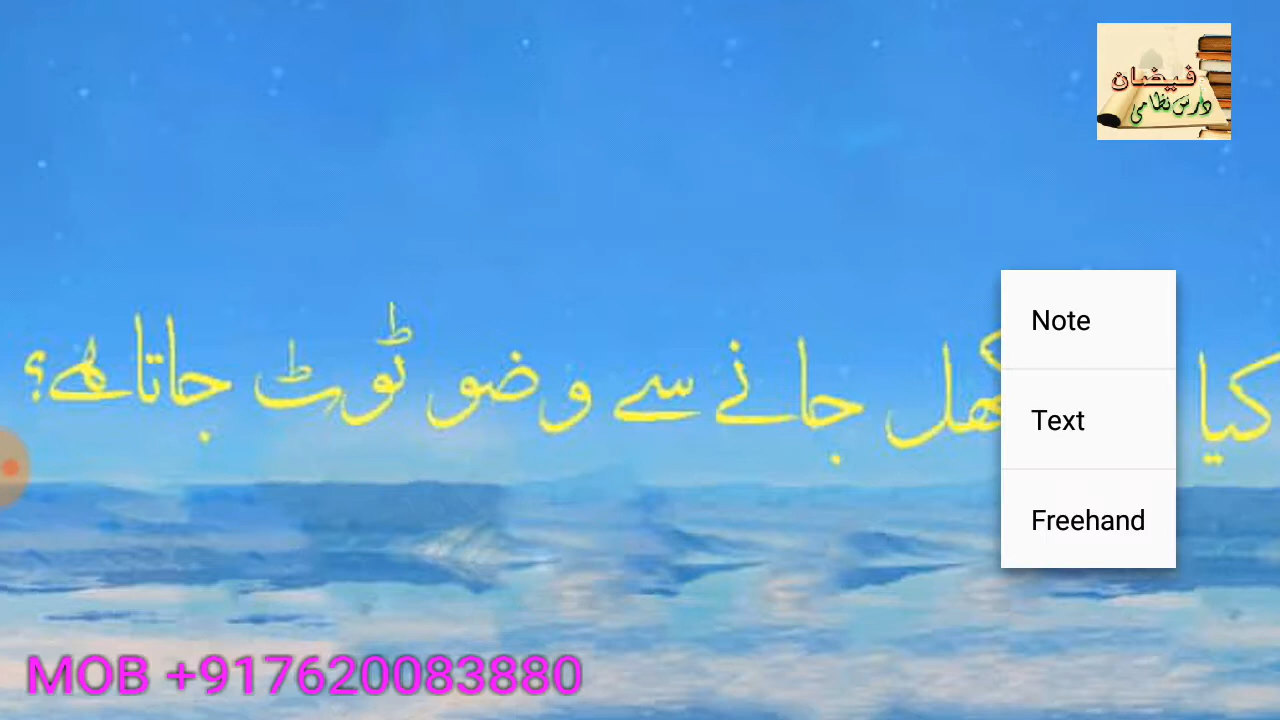 فیضان
درس نظامی
Note
کیا کھل جانے سے وضو ٹوٹ جاتا ہے؟
Text
Freehand
MOB +917620083880